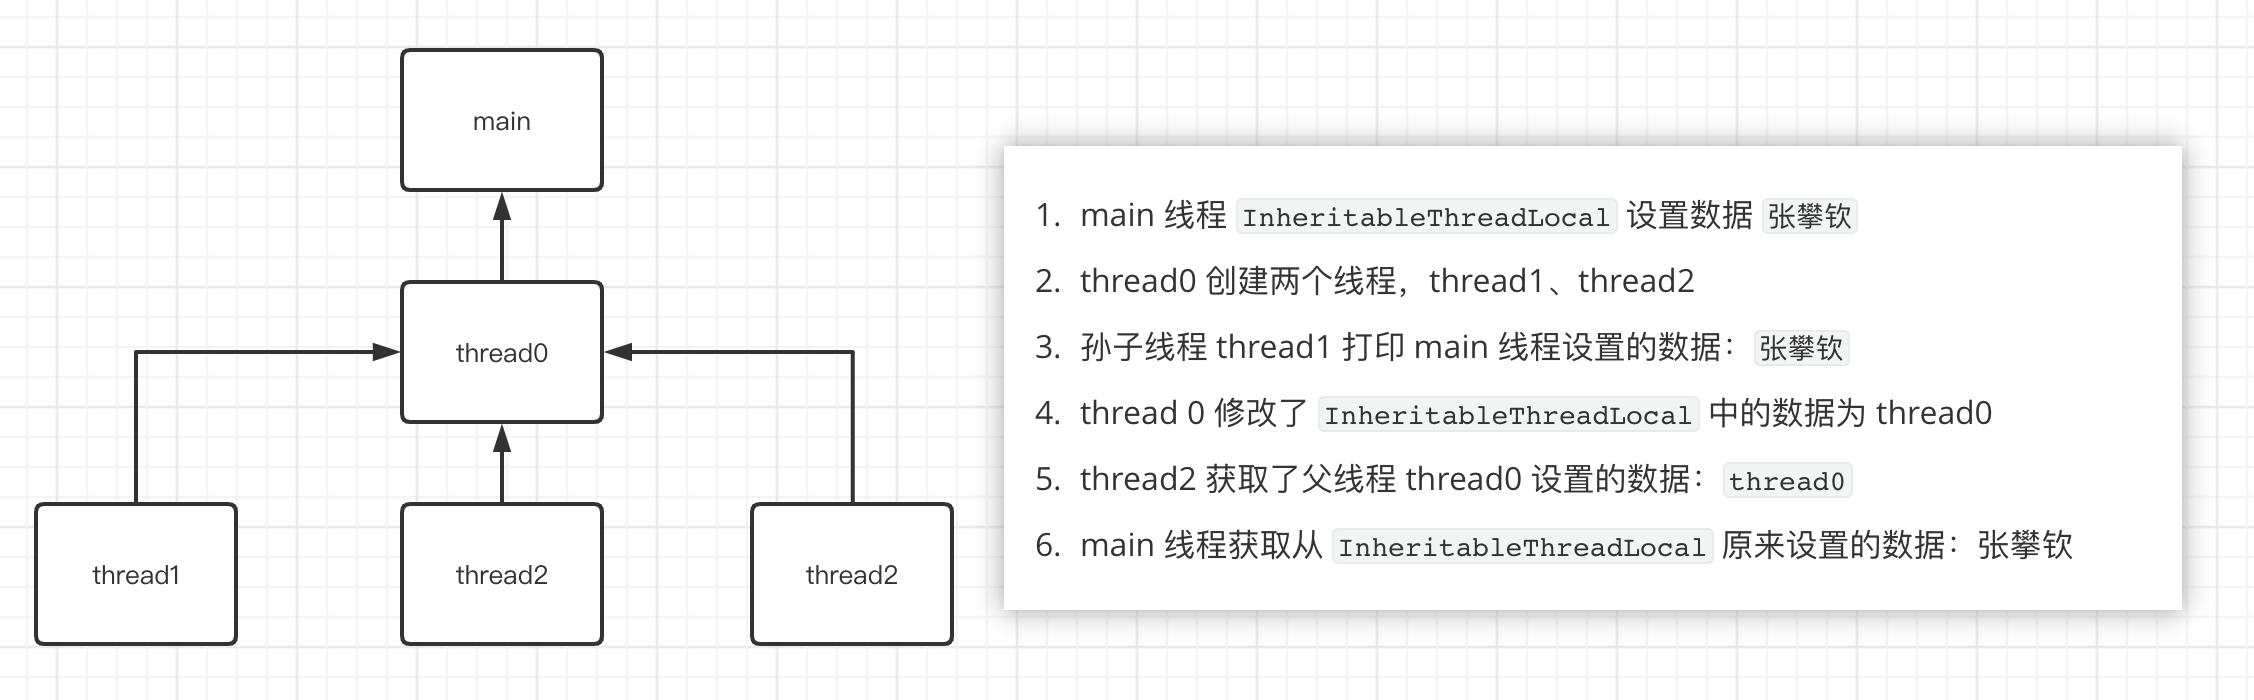 main
thread0
thread1
thread2
thread2
1. main 线程 InheritableThreadLocal 设置数据 张攀钦
2. thread0 创建两个线程，thread1、thread2
3. 孙子线程 thread1 打印 main 线程设置的数据：张攀钦
4. thread 0 修改了 InheritableThreadLocal 中的数据为 thread0
5. thread2 获取了父线程 thread0 设置的数据：thread0
6. main 线程获取从 InheritableThreadLocal 原来设置的数据：张攀钦